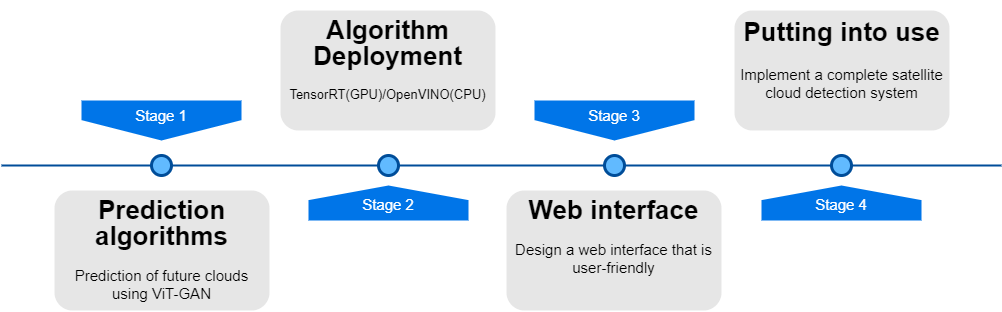 Stage 1
Prediction
algorithms
Prediction of future clouds
using ViT-GAN
Algorithm
Deployment
TensorRT(GPU)/OpenVINO(CPU)
Stage 2
Stage 3
Web interface
Design a web interface that is
user-friendly
Putting into use
Implement a complete satellite
cloud detection system
Stage 4